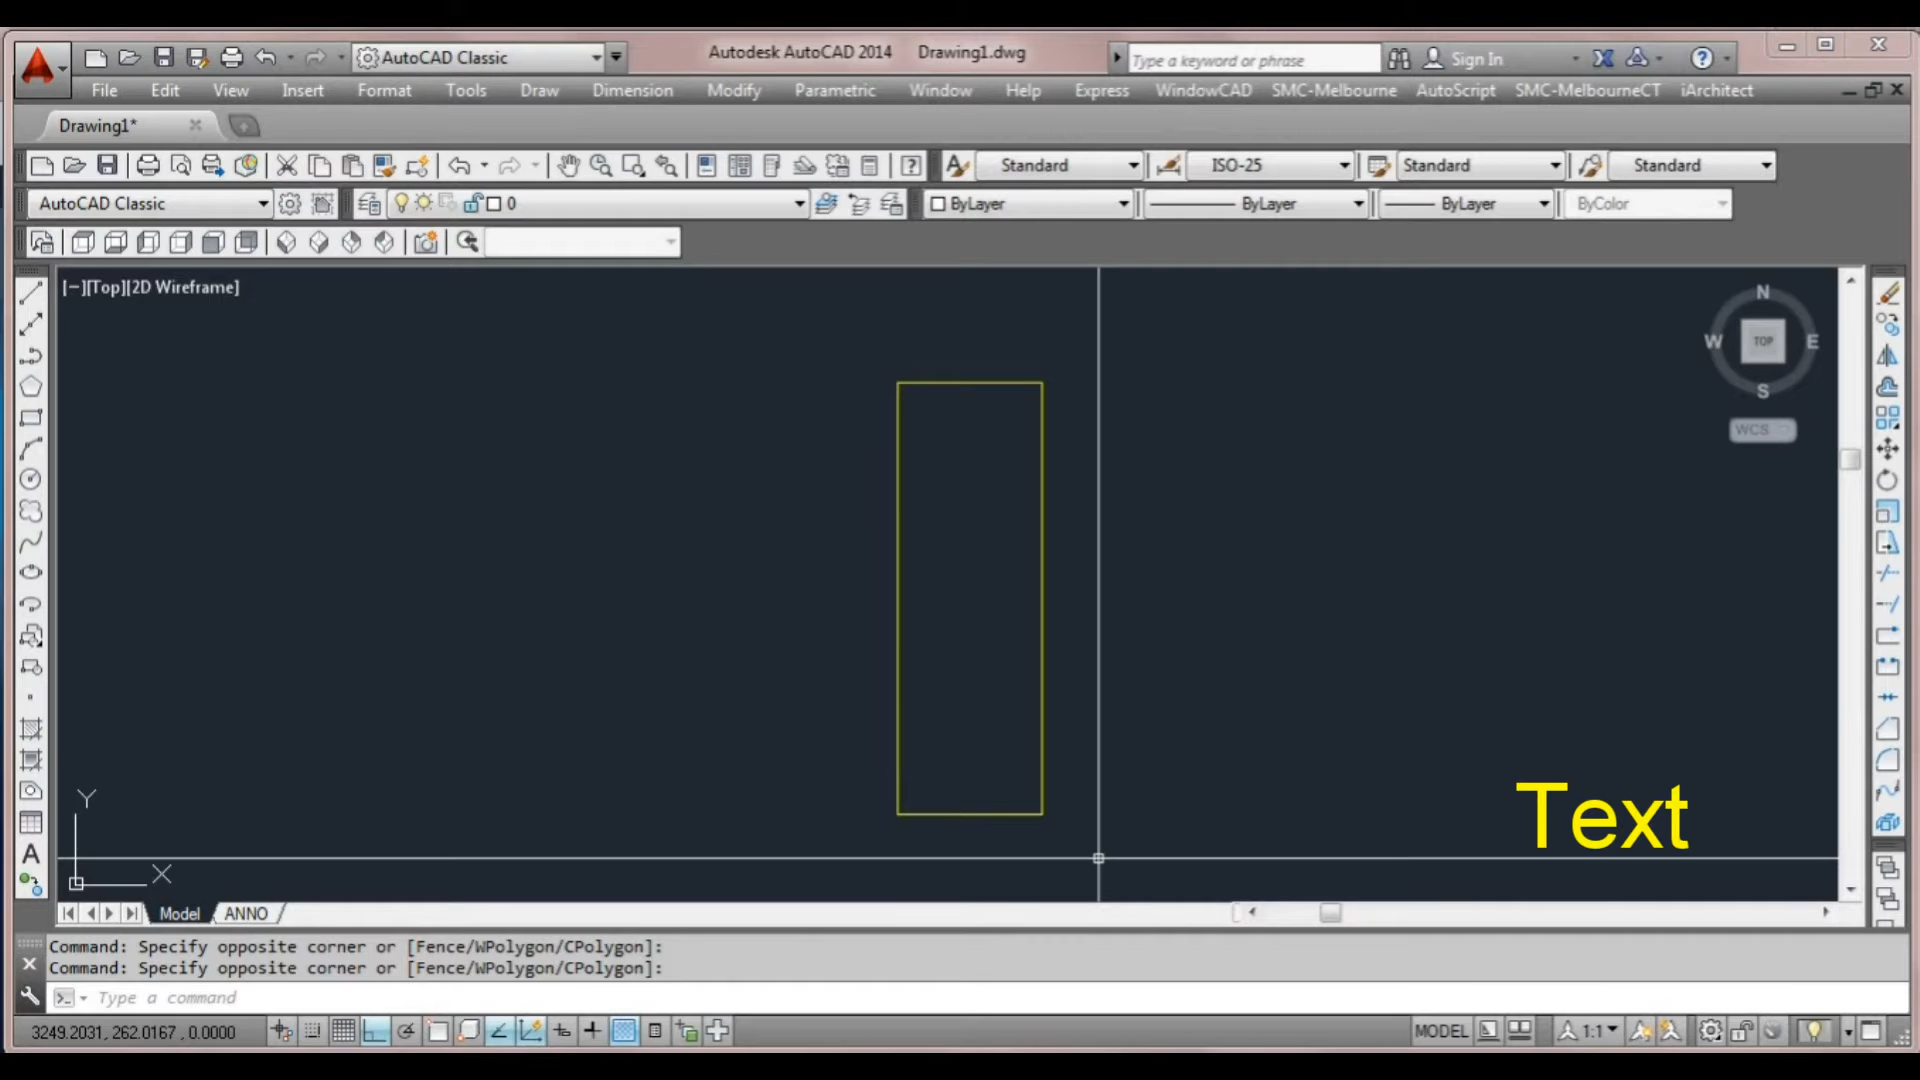 AutoCAD Classic
Autodesk AutoCAD 2014 Drawing1.dwg
Type a keyword or phrase
Sign In
File Edit View Insert Format Tools Draw Dimension Modify Parametric Window Help Express WindowCAD SMC-Melbourne AutoScript SMC-MelbourneCT iArchitect
Drawing1*
Standard ISO-25 Standard Standard
AutoCAD Classic 0 ByLayer ByLayer ByLayer ByColor
[−][Top][2D Wireframe]
N
W TOP E
S
WCS
Text
Y
X
A
Model ANNO
Command: Specify opposite corner or [Fence/WPolygon/CPolygon]:
Command: Specify opposite corner or [Fence/WPolygon/CPolygon]:
Type a command
3249.2031, 262.0167 , 0.0000 MODEL 1:1